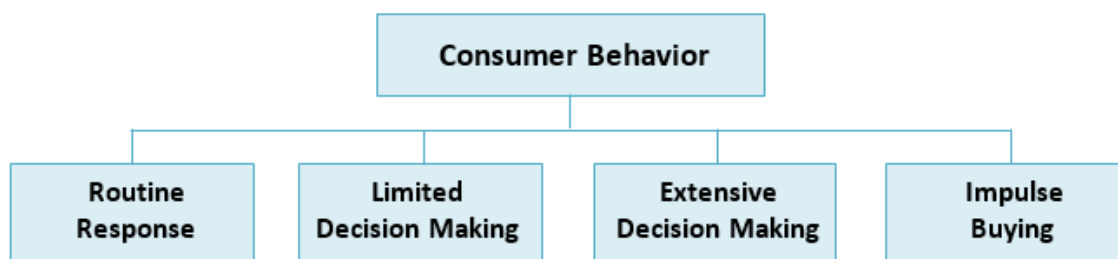 Consumer Behavior
Routine
Response
Limited
Decision Making
Extensive
Decision Making
Impulse
Buying